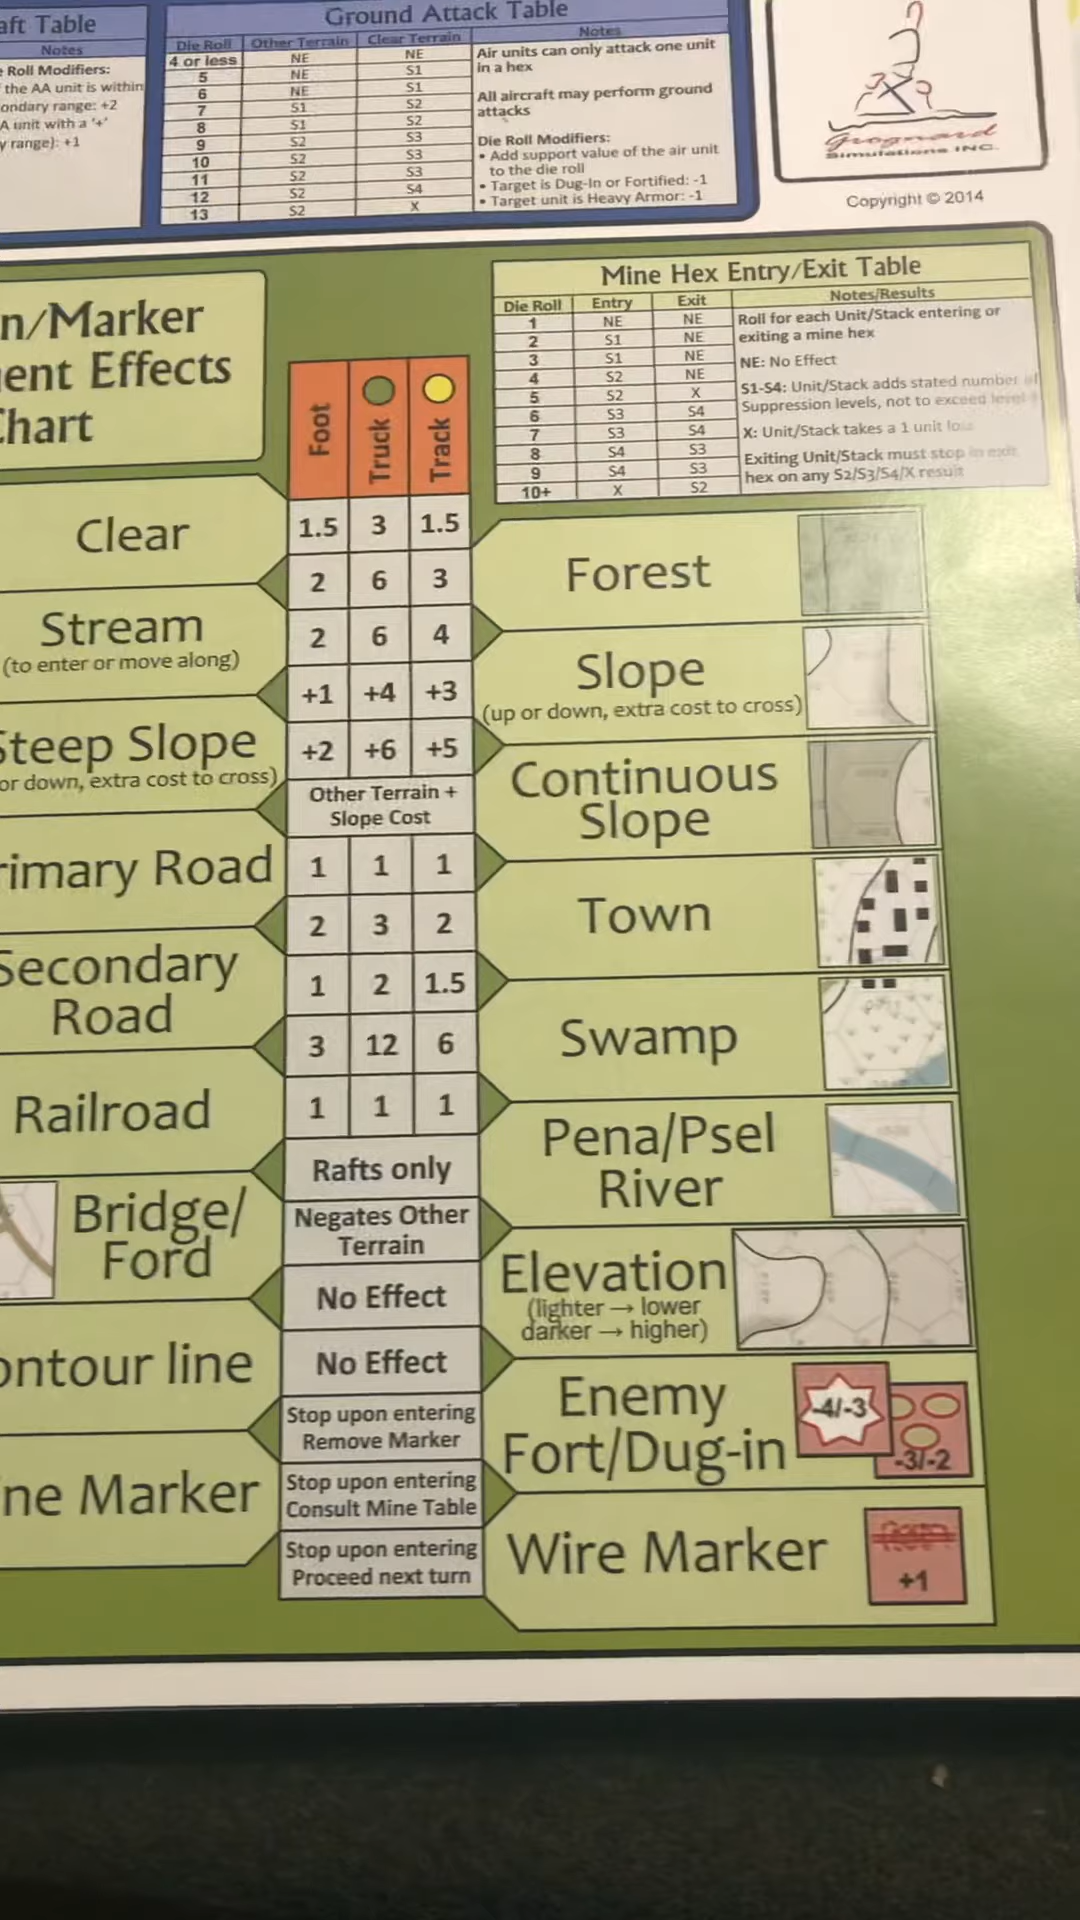 aft Table
Notes
Roll Modifiers:
the AA unit is within
ondary range: +2
A unit with a '+'
y range): +1
Ground Attack Table
Die Roll Other Terrain Clear Terrain Notes
4 or less NE NE
5 NE S1
6 NE S1
7 S1 S2
8 S1 S2
9 S2 S3
10 S2 S3
11 S2 S3
12 S2 S4
13 S2 X
Air units can only attack one unit
in a hex
All aircraft may perform ground
attacks
Die Roll Modifiers:
• Add support value of the air unit
to the die roll
• Target is Dug-In or Fortified: -1
• Target unit is Heavy Armor: -1
Grognard
Simulations INC.
Copyright © 2014
n/Marker
ent Effects
Chart
Mine Hex Entry/Exit Table
Die Roll Entry Exit Notes/Results
1 NE NE
2 S1 NE
3 S1 NE
4 S2 NE
5 S2 X
6 S3 S4
7 S3 S4
8 S4 S3
9 S4 S3
10+ X S2
Roll for each Unit/Stack entering or
exiting a mine hex
NE: No Effect
S1-S4: Unit/Stack adds stated number of
Suppression levels, not to exceed level
X: Unit/Stack takes a 1 unit loss
Exiting Unit/Stack must stop in exit
hex on any S2/S3/S4/X result
Foot Truck Track
Clear
1.5 3 1.5
Forest
2 6 3
Stream
(to enter or move along)
2 6 4
Slope
(up or down, extra cost to cross)
+1 +4 +3
Steep Slope
or down, extra cost to cross)
+2 +6 +5
Continuous
Slope
Other Terrain +
Slope Cost
rimary Road
1 1 1
Town
2 3 2
Secondary
Road
1 2 1.5
Swamp
3 12 6
Railroad
1 1 1
Pena/Psel
River
Rafts only
Bridge/
Ford
Negates Other
Terrain
Elevation
(lighter → lower
darker → higher)
No Effect
ontour line
No Effect
Enemy
Fort/Dug-in
-4/-3
-3/-2
Stop upon entering
Remove Marker
ne Marker
Stop upon entering
Consult Mine Table
Wire Marker
+1
Stop upon entering
Proceed next turn